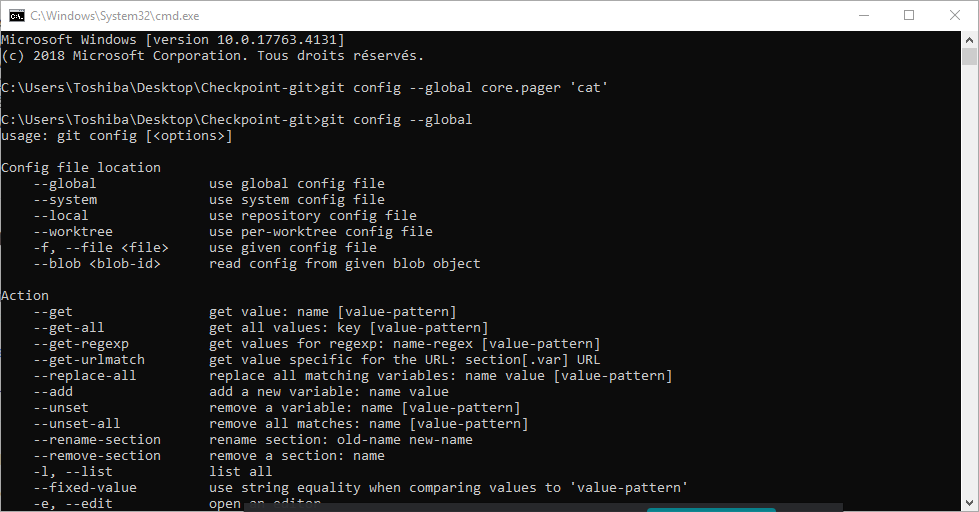 C:\Windows\System32\cmd.exe
Microsoft Windows [version 10.0.17763.4131]
(c) 2018 Microsoft Corporation. Tous droits réservés.
C:\Users\Toshiba\Desktop\Checkpoint-git>git config --global core.pager 'cat'
C:\Users\Toshiba\Desktop\Checkpoint-git>git config --global
usage: git config [<options>]
Config file location
--global use global config file
--system use system config file
--local use repository config file
--worktree use per-worktree config file
-f, --file <file> use given config file
--blob <blob-id> read config from given blob object
Action
--get get value: name [value-pattern]
--get-all get all values: key [value-pattern]
--get-regexp get values for regexp: name-regex [value-pattern]
--get-urlmatch get value specific for the URL: section[.var] URL
--replace-all replace all matching variables: name value [value-pattern]
--add add a new variable: name value
--unset remove a variable: name [value-pattern]
--unset-all remove all matches: name [value-pattern]
--rename-section rename section: old-name new-name
--remove-section remove a section: name
-l, --list list all
--fixed-value use string equality when comparing values to 'value-pattern'
-e, --edit open an editor